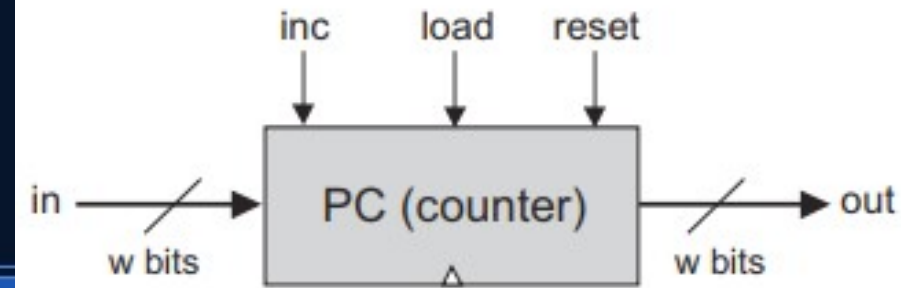 inc load reset
in PC (counter) out
w bits w bits